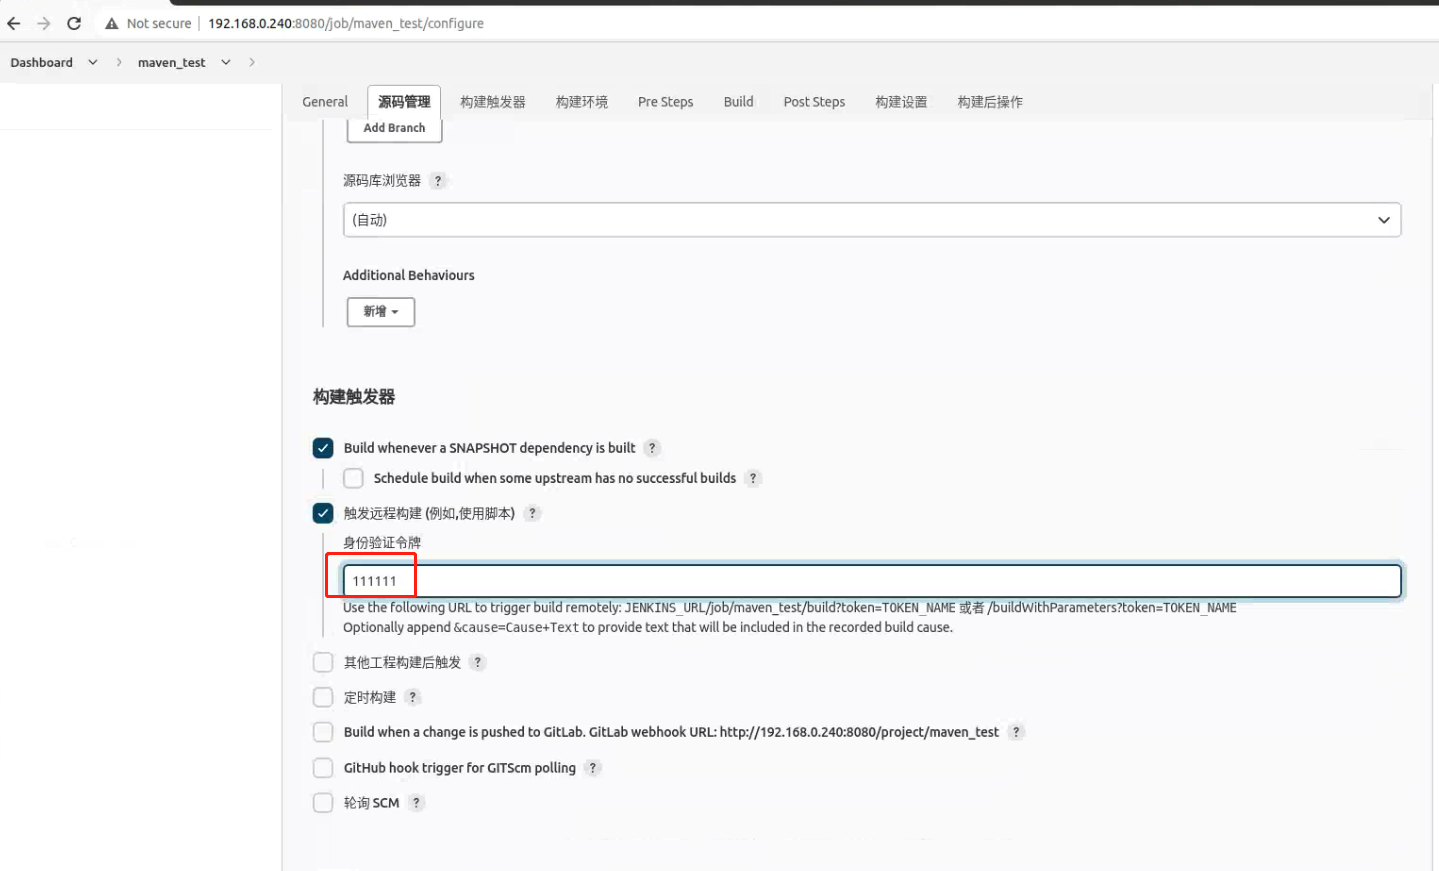 Not secure 192.168.0.240:8080/job/maven_test/configure
Dashboard maven_test
General 源码管理 构建触发器 构建环境 Pre Steps Build Post Steps 构建设置 构建后操作
Add Branch
源码库浏览器 ?
(自动)
Additional Behaviours
新增
构建触发器
Build whenever a SNAPSHOT dependency is built ?
Schedule build when some upstream has no successful builds ?
触发远程构建 (例如,使用脚本) ?
身份验证令牌
111111
Use the following URL to trigger build remotely: JENKINS_URL/job/maven_test/build?token=TOKEN_NAME 或者 /buildWithParameters?token=TOKEN_NAME
Optionally append &cause=Cause+Text to provide text that will be included in the recorded build cause.
其他工程构建后触发 ?
定时构建 ?
Build when a change is pushed to GitLab. GitLab webhook URL: http://192.168.0.240:8080/project/maven_test ?
GitHub hook trigger for GITScm polling ?
轮询 SCM ?